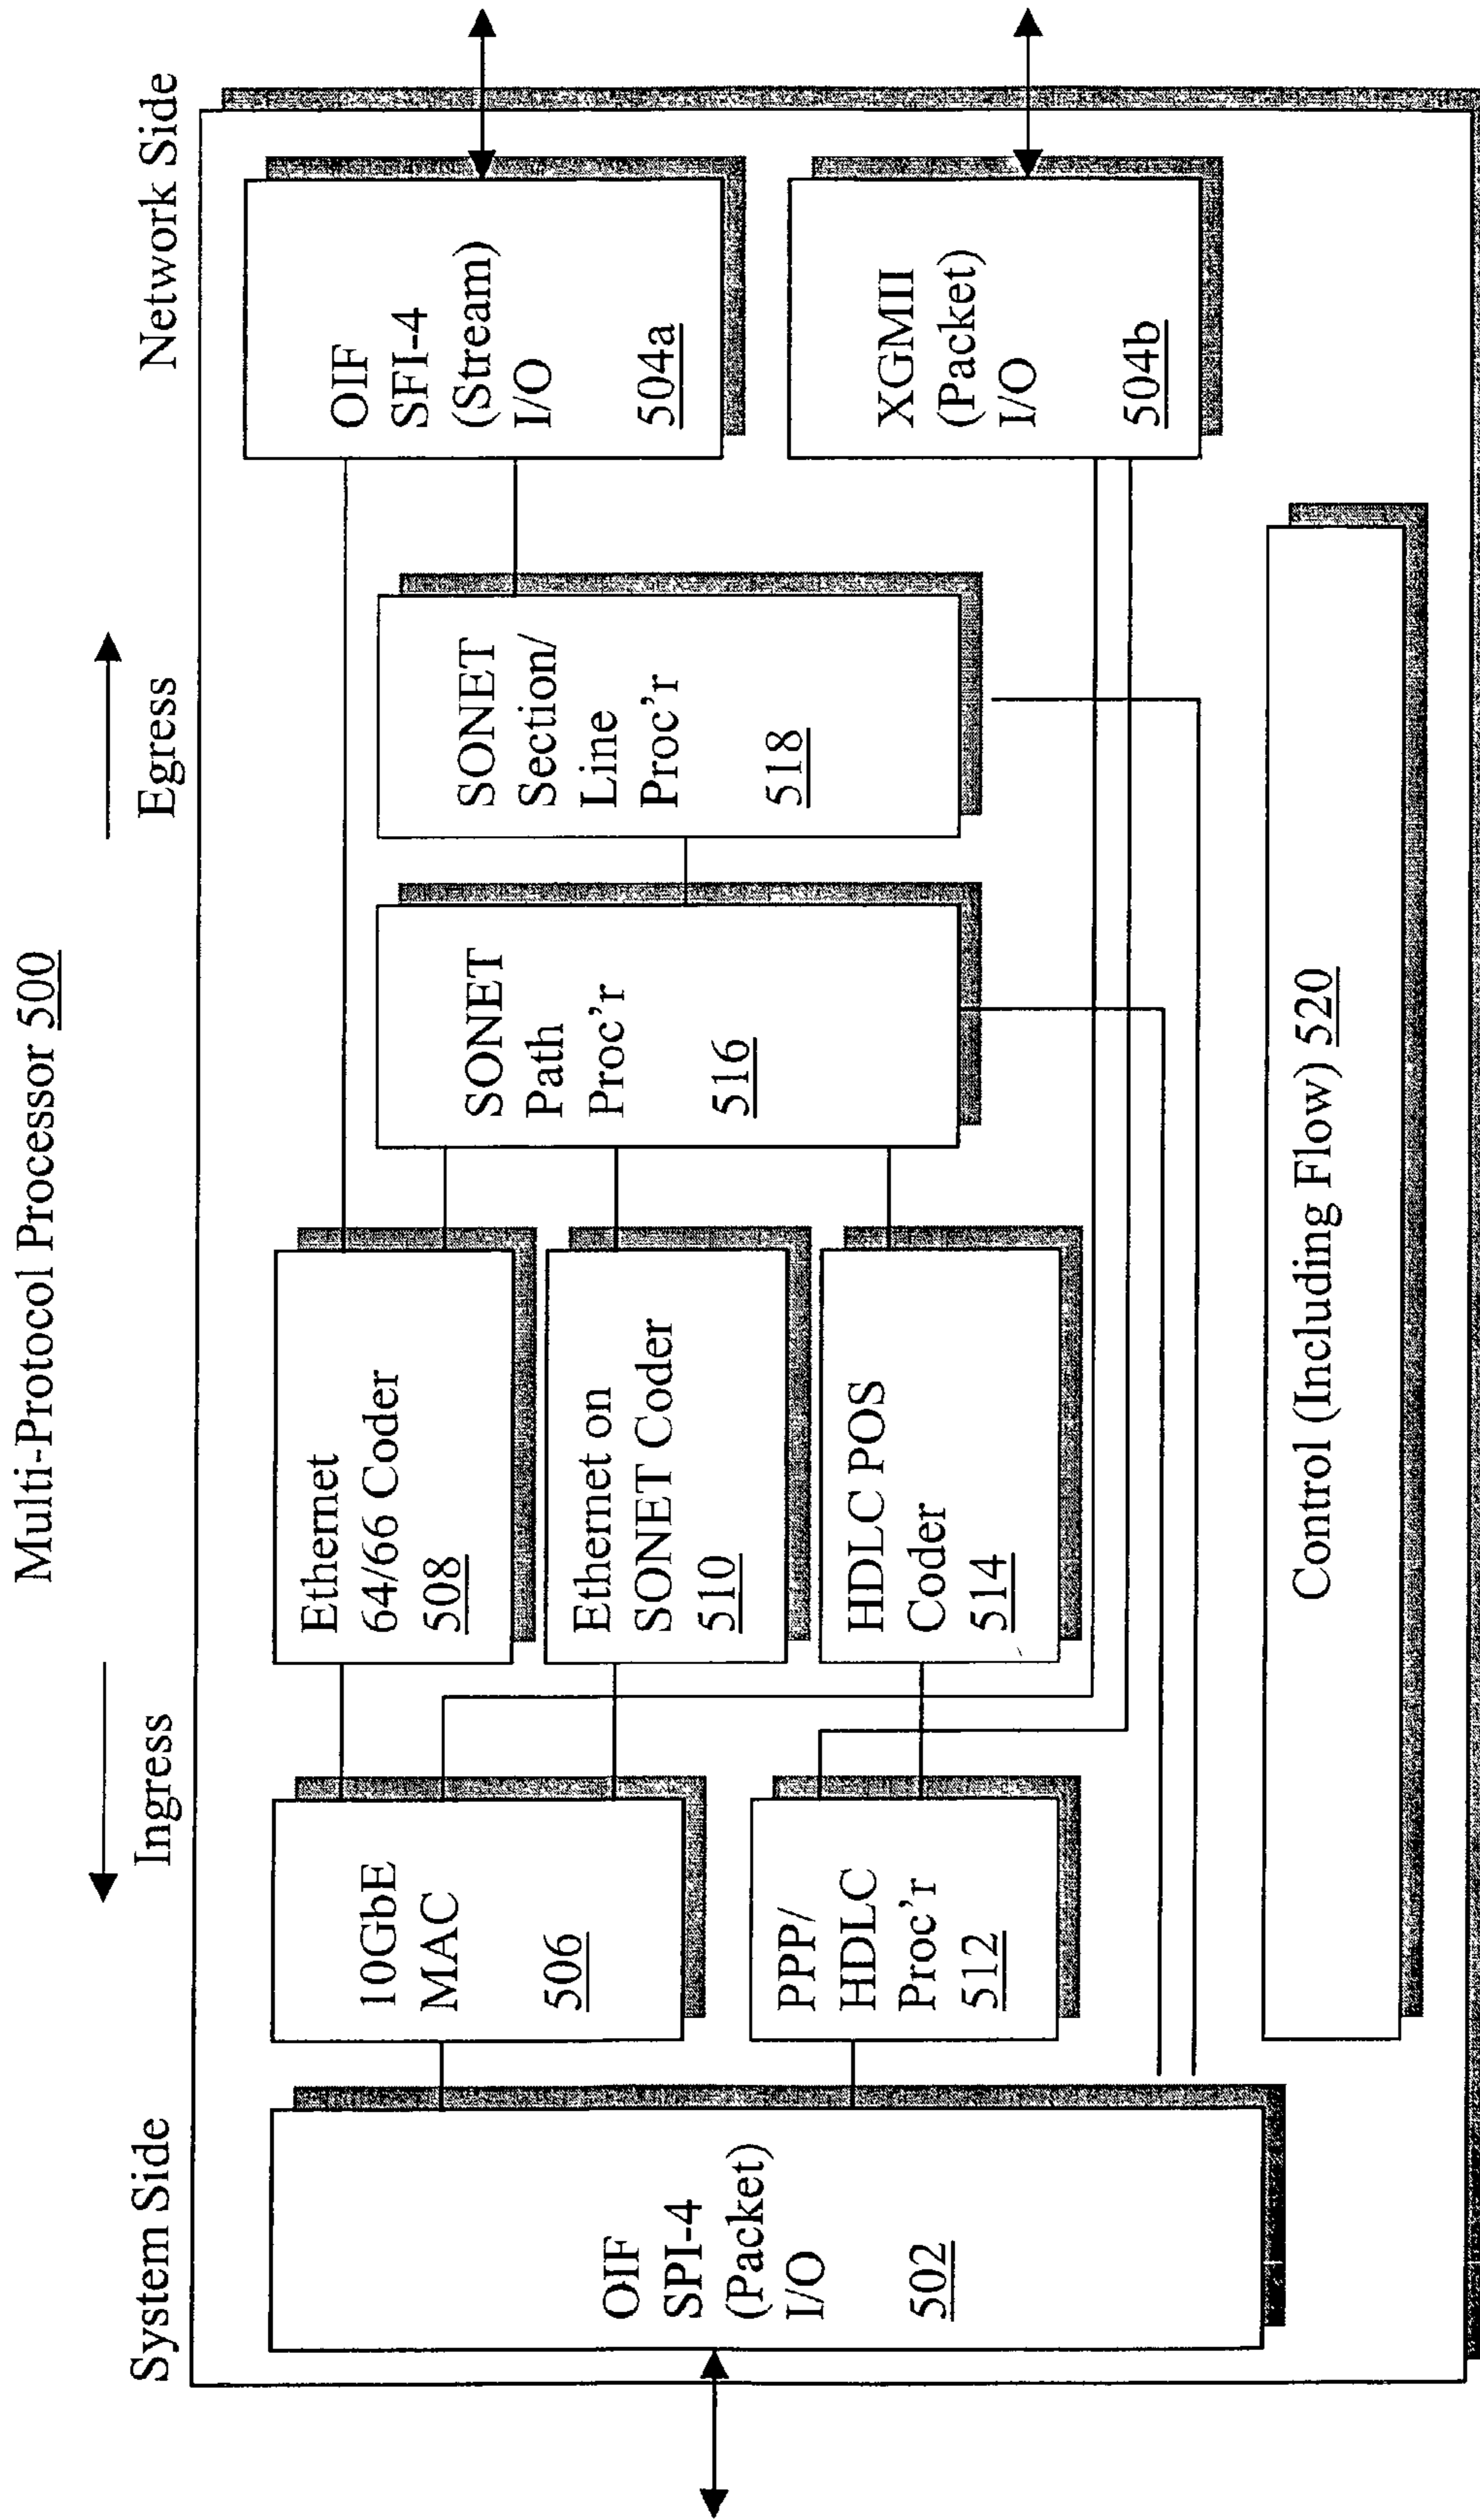 Multi-Protocol Processor 500
System Side
Ingress
Egress
Network Side
OIF
SPI-4
(Packet)
I/O
502
10GbE
MAC
506
PPP/
HDLC
Proc'r
512
Ethernet
64/66 Coder
508
Ethernet on
SONET Coder
510
HDLC POS
Coder
514
SONET
Path
Proc'r
516
SONET
Section/
Line
Proc'r
518
OIF
SFI-4
(Stream)
I/O
504a
XGMII
(Packet)
I/O
504b
Control (Including Flow) 520